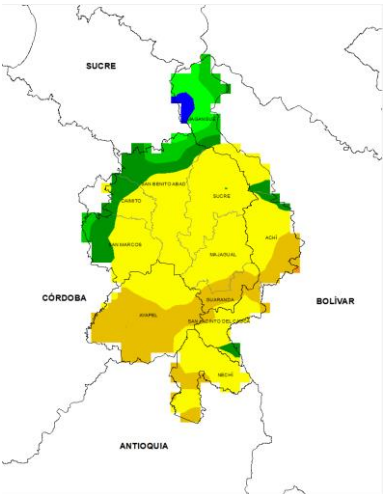 SUCRE
MAGANGUÉ
SAN BENITO ABAD
CAIMITO
SUCRE
SAN MARCOS
ACHÍ
MAJAGUAL
CÓRDOBA
GUARANDA
BOLÍVAR
AYAPEL
SAN JACINTO DEL CAUCA
NECHÍ
ANTIOQUIA